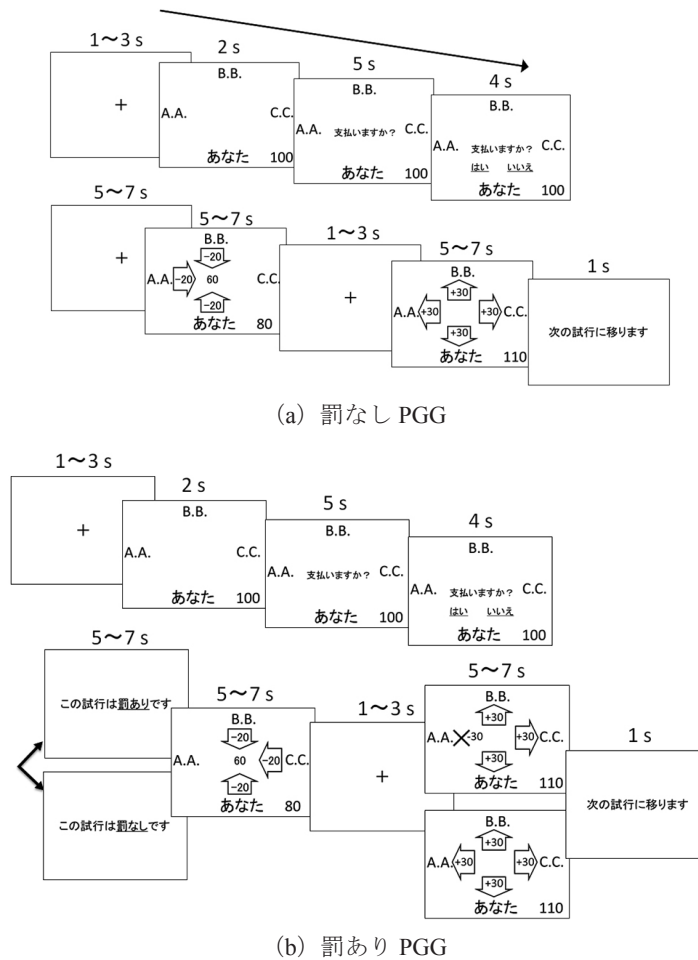 1〜3 s
+
2 s
B.B.
A.A. C.C.
あなた 100
5 s
B.B.
A.A. 支払いますか? C.C.
あなた 100
4 s
B.B.
A.A. 支払いますか? C.C.
はい いいえ
あなた 100
5〜7 s
+
5〜7 s
B.B.
-20
A.A. -20 60 C.C.
-20
あなた 80
1〜3 s
+
5〜7 s
B.B.
+30
A.A. +30 +30 C.C.
+30
あなた 110
1 s
次の試行に移ります
(a) 罰なし PGG
1〜3 s
+
2 s
B.B.
A.A. C.C.
あなた 100
5 s
B.B.
A.A. 支払いますか? C.C.
あなた 100
4 s
B.B.
A.A. 支払いますか? C.C.
はい いいえ
あなた 100
5〜7 s
この試行は罰ありです
この試行は罰なしです
5〜7 s
B.B.
-20
A.A. 60 -20 C.C.
-20
あなた 80
1〜3 s
+
5〜7 s
B.B.
+30
A.A. -30 +30 C.C.
+30
あなた 110
B.B.
+30
A.A. +30 +30 C.C.
+30
あなた 110
1 s
次の試行に移ります
(b) 罰あり PGG